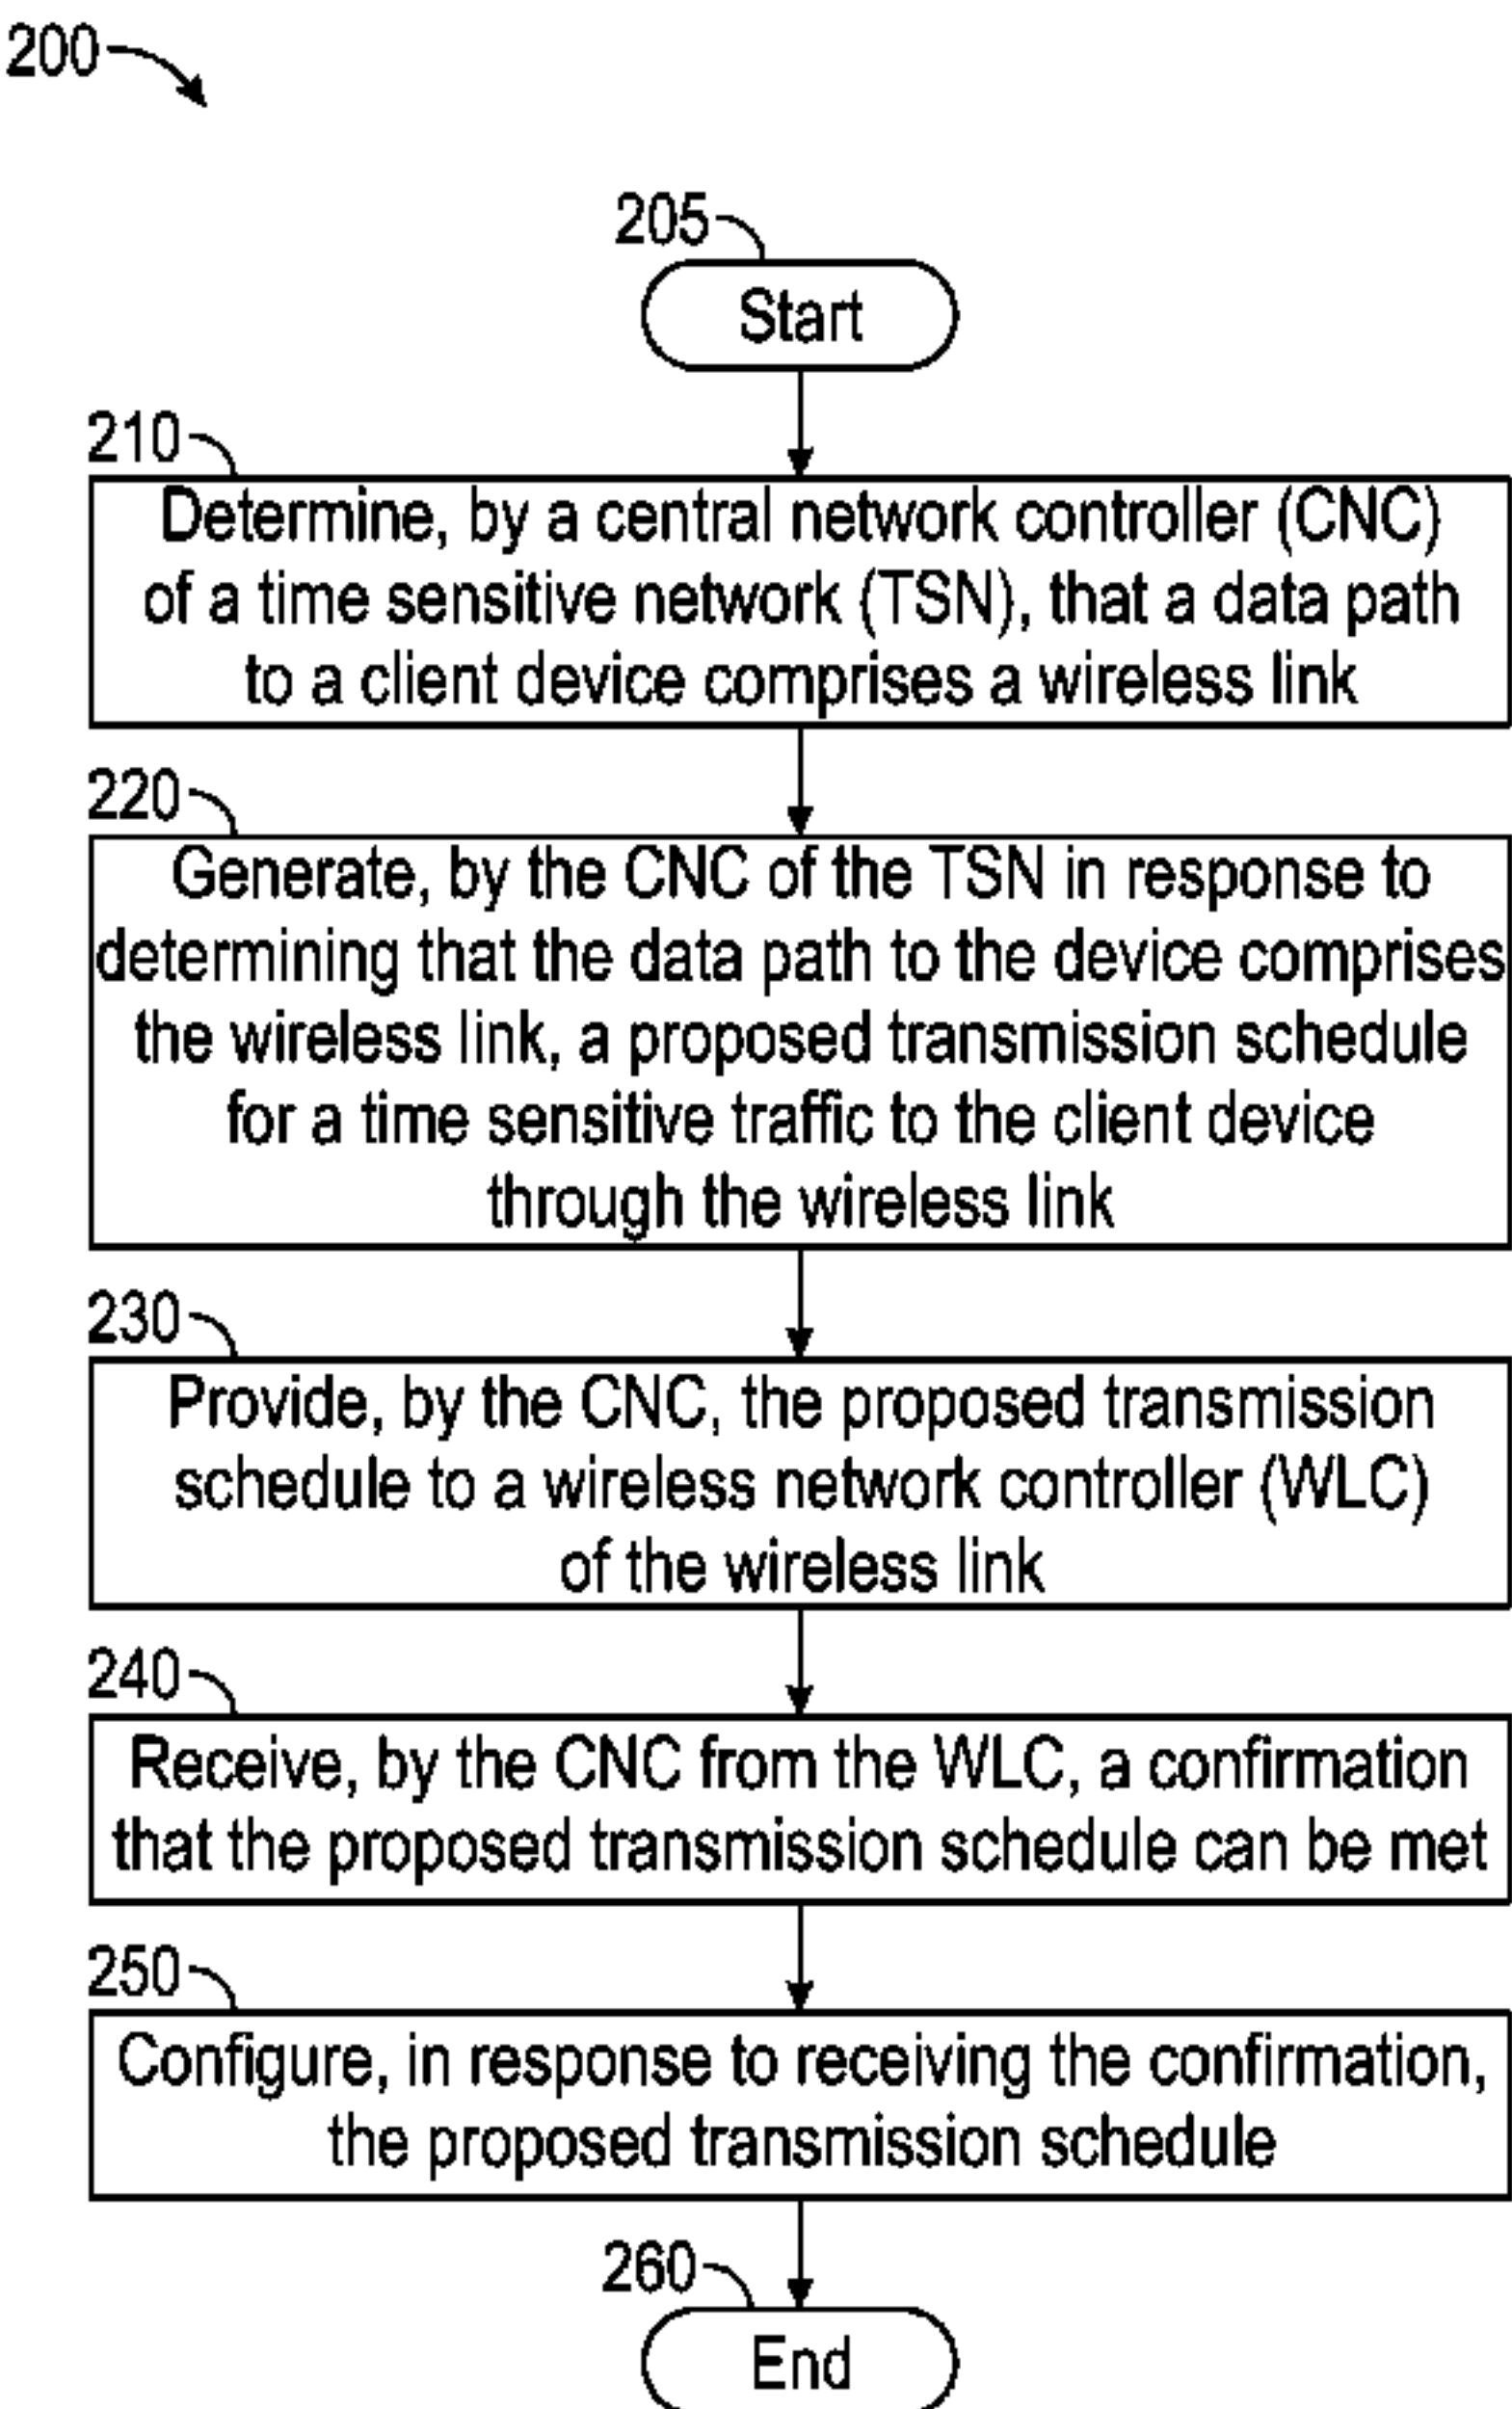 200
205
Start
210
Determine, by a central network controller (CNC)
of a time sensitive network (TSN), that a data path
to a client device comprises a wireless link
220
Generate, by the CNC of the TSN in response to
determining that the data path to the device comprises
the wireless link, a proposed transmission schedule
for a time sensitive traffic to the client device
through the wireless link
230
Provide, by the CNC, the proposed transmission
schedule to a wireless network controller (WLC)
of the wireless link
240
Receive, by the CNC from the WLC, a confirmation
that the proposed transmission schedule can be met
250
Configure, in response to receiving the confirmation,
the proposed transmission schedule
260
End